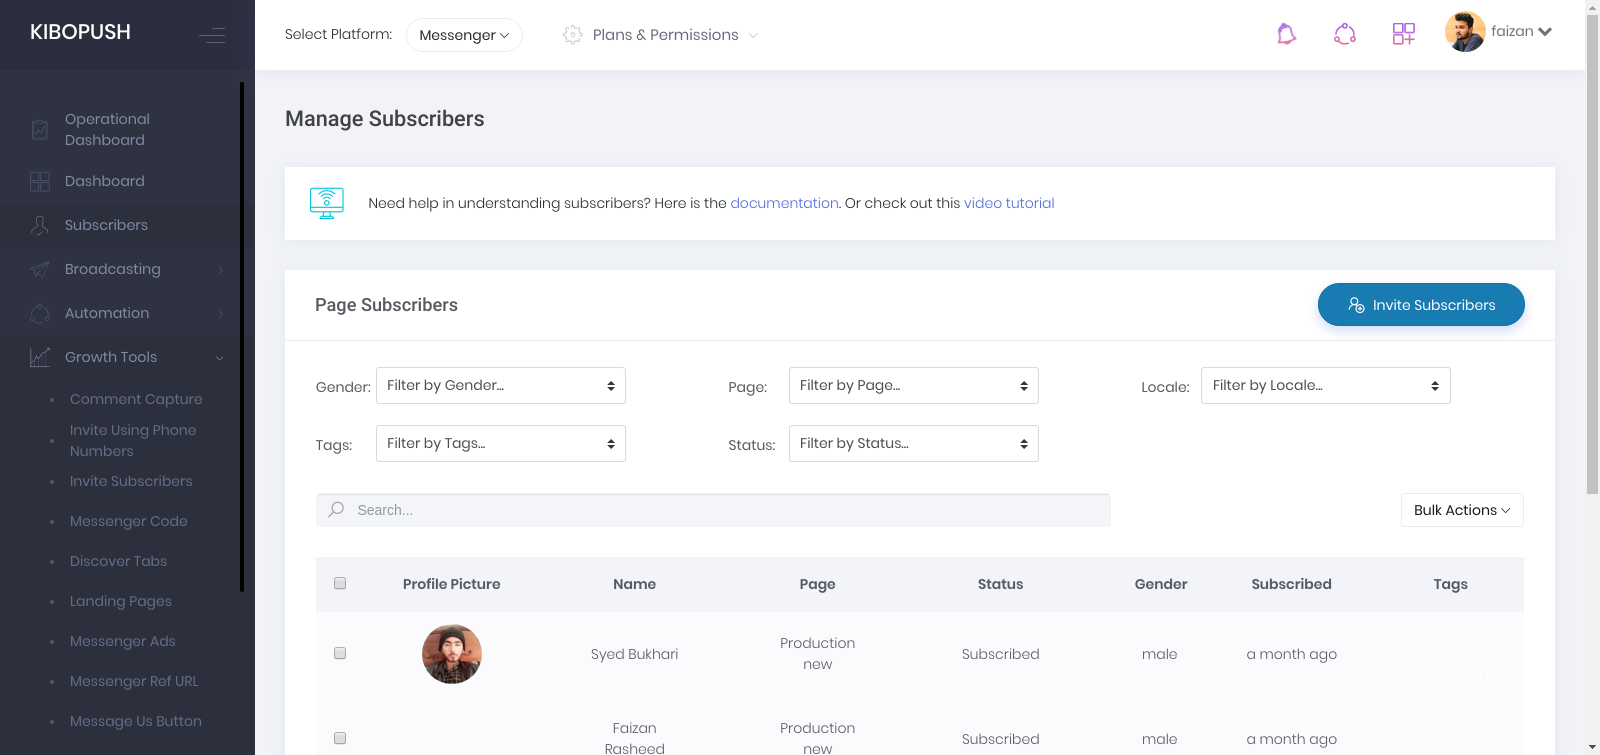 KIBOPUSH
Select Platform: Messenger Plans & Permissions faizan
Operational
Dashboard
Dashboard
Subscribers
Broadcasting
Automation
Growth Tools
Comment Capture
Invite Using Phone
Numbers
Invite Subscribers
Messenger Code
Discover Tabs
Landing Pages
Messenger Ads
Messenger Ref URL
Message Us Button
Manage Subscribers
Need help in understanding subscribers? Here is the documentation. Or check out this video tutorial
Page Subscribers
Invite Subscribers
Gender: Filter by Gender... Page: Filter by Page... Locale: Filter by Locale...
Tags: Filter by Tags... Status: Filter by Status...
Search... Bulk Actions
Profile Picture Name Page Status Gender Subscribed Tags
Syed Bukhari Production new Subscribed male a month ago
Faizan Rasheed Production new Subscribed male a month ago